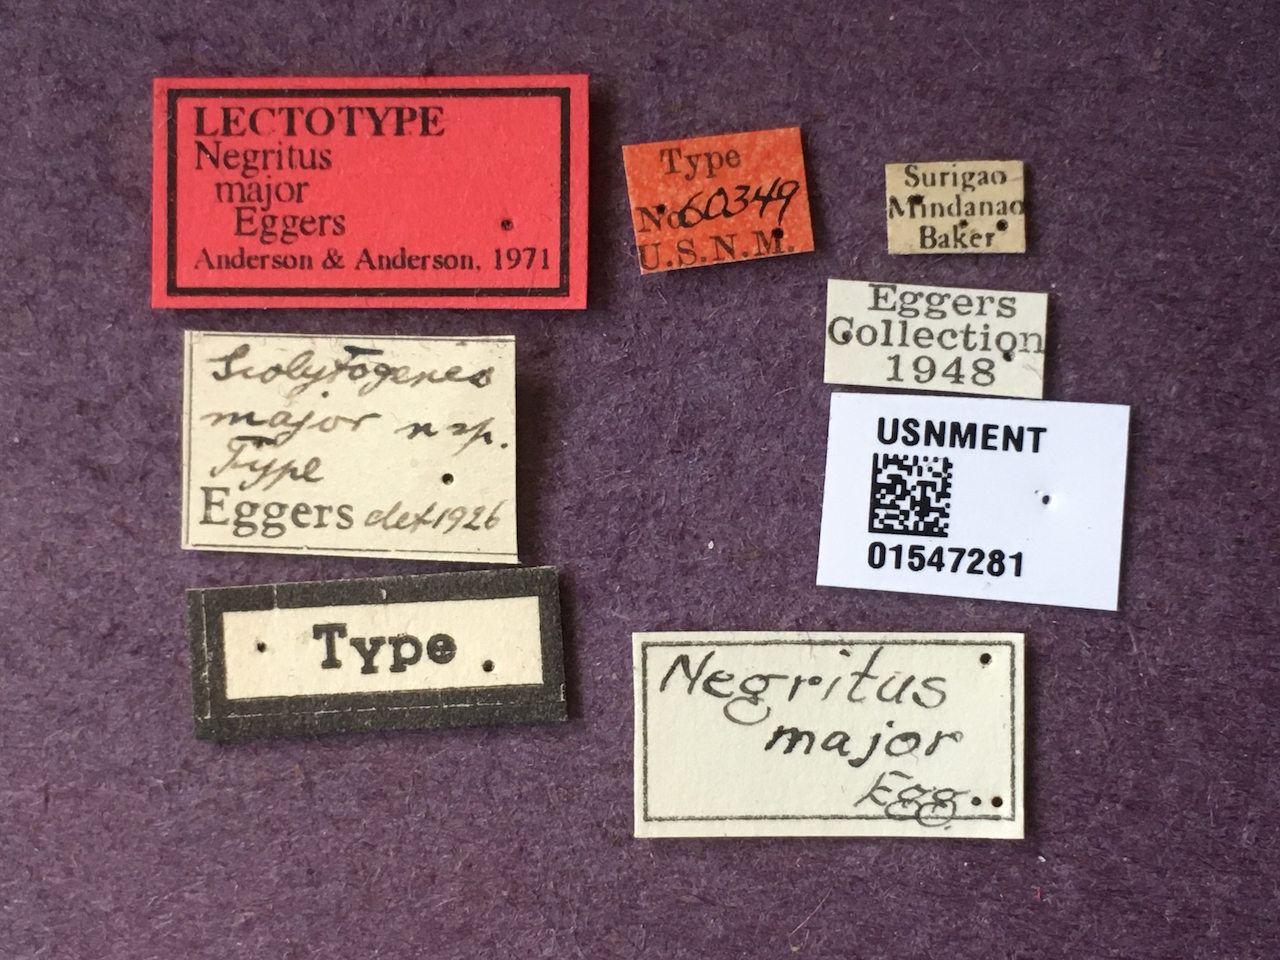 LECTOTYPE
Negritus
major
Eggers
Anderson & Anderson, 1971
Type
No 60349
U.S.N.M.
Surigao
Mindanao
Baker
Eggers
Collection
1948
Scolytogenes
major n sp.
Type
Eggers det 1926
USNMENT
01547281
Type
Negritus
major
Egg.